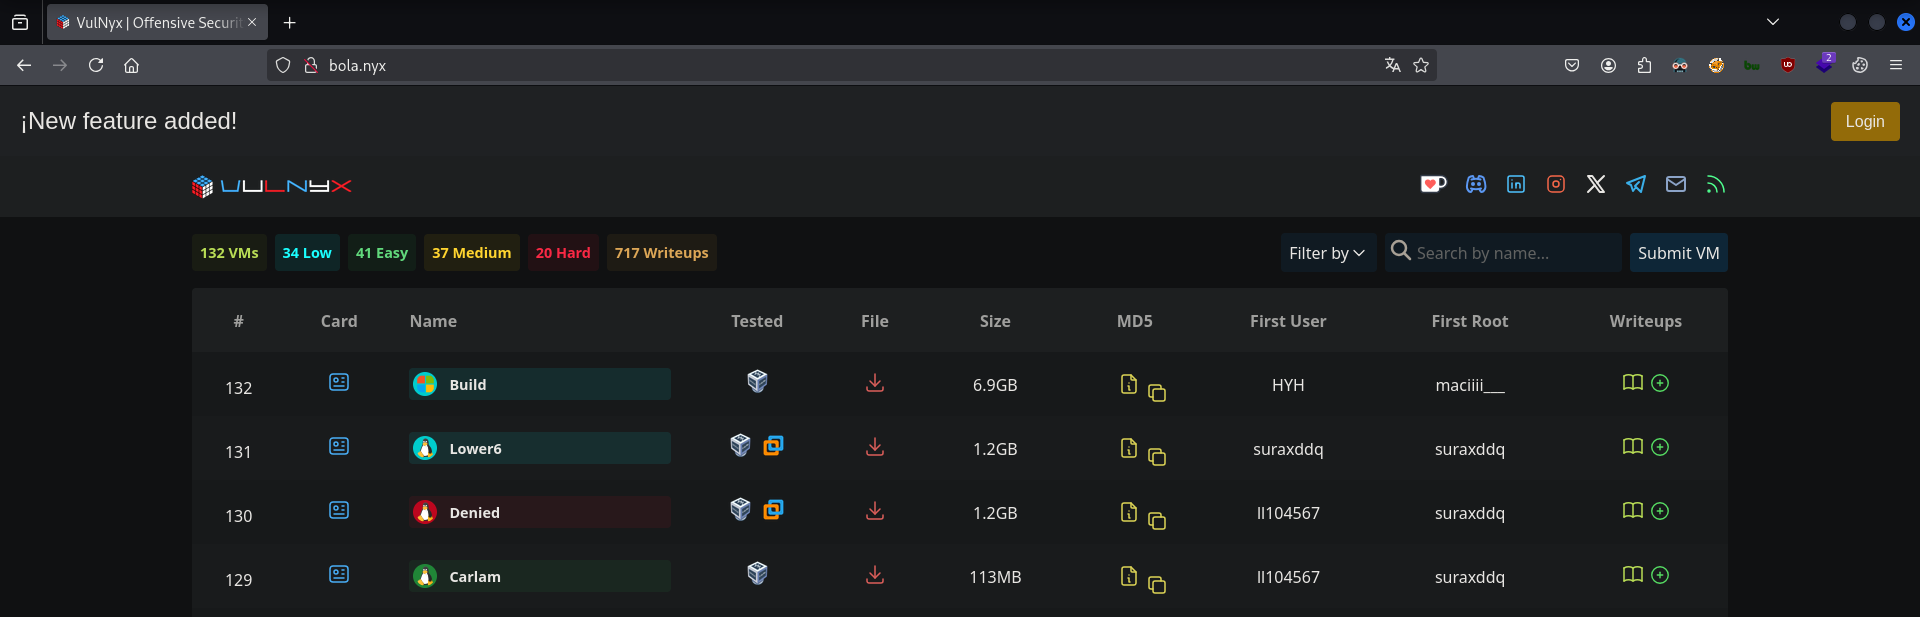 VulNyx | Offensive Securit
bola.nyx
2
¡New feature added!
Login
VULNYX
132 VMs 34 Low 41 Easy 37 Medium 20 Hard 717 Writeups Filter by Search by name... Submit VM
# Card Name Tested File Size MD5 First User First Root Writeups
132 Build 6.9GB HYH maciiii___
131 Lower6 1.2GB suraxddq suraxddq
130 Denied 1.2GB ll104567 suraxddq
129 Carlam 113MB ll104567 suraxddq